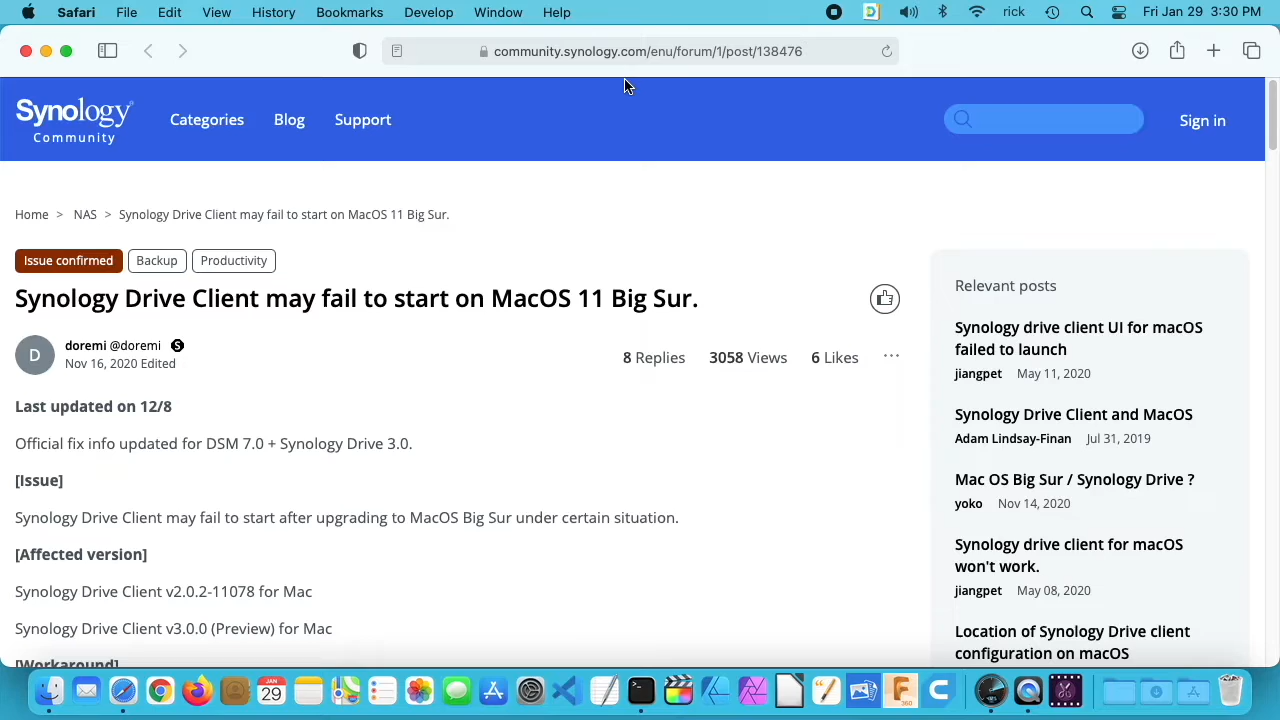 Safari File Edit View History Bookmarks Develop Window Help rick Fri Jan 29 3:30 PM
community.synology.com/enu/forum/1/post/138476
Synology
Community
Categories Blog Support Sign in
Home > NAS > Synology Drive Client may fail to start on MacOS 11 Big Sur.
Issue confirmed Backup Productivity
Synology Drive Client may fail to start on MacOS 11 Big Sur.
D
doremi @doremi
Nov 16, 2020 Edited
8 Replies 3058 Views 6 Likes ···
Last updated on 12/8
Official fix info updated for DSM 7.0 + Synology Drive 3.0.
[Issue]
Synology Drive Client may fail to start after upgrading to MacOS Big Sur under certain situation.
[Affected version]
Synology Drive Client v2.0.2-11078 for Mac
Synology Drive Client v3.0.0 (Preview) for Mac
[Workaround]
Relevant posts
Synology drive client UI for macOS
failed to launch
jiangpet May 11, 2020
Synology Drive Client and MacOS
Adam Lindsay-Finan Jul 31, 2019
Mac OS Big Sur / Synology Drive ?
yoko Nov 14, 2020
Synology drive client for macOS
won't work.
jiangpet May 08, 2020
Location of Synology Drive client
configuration on macOS
JAN
29
F
360
C